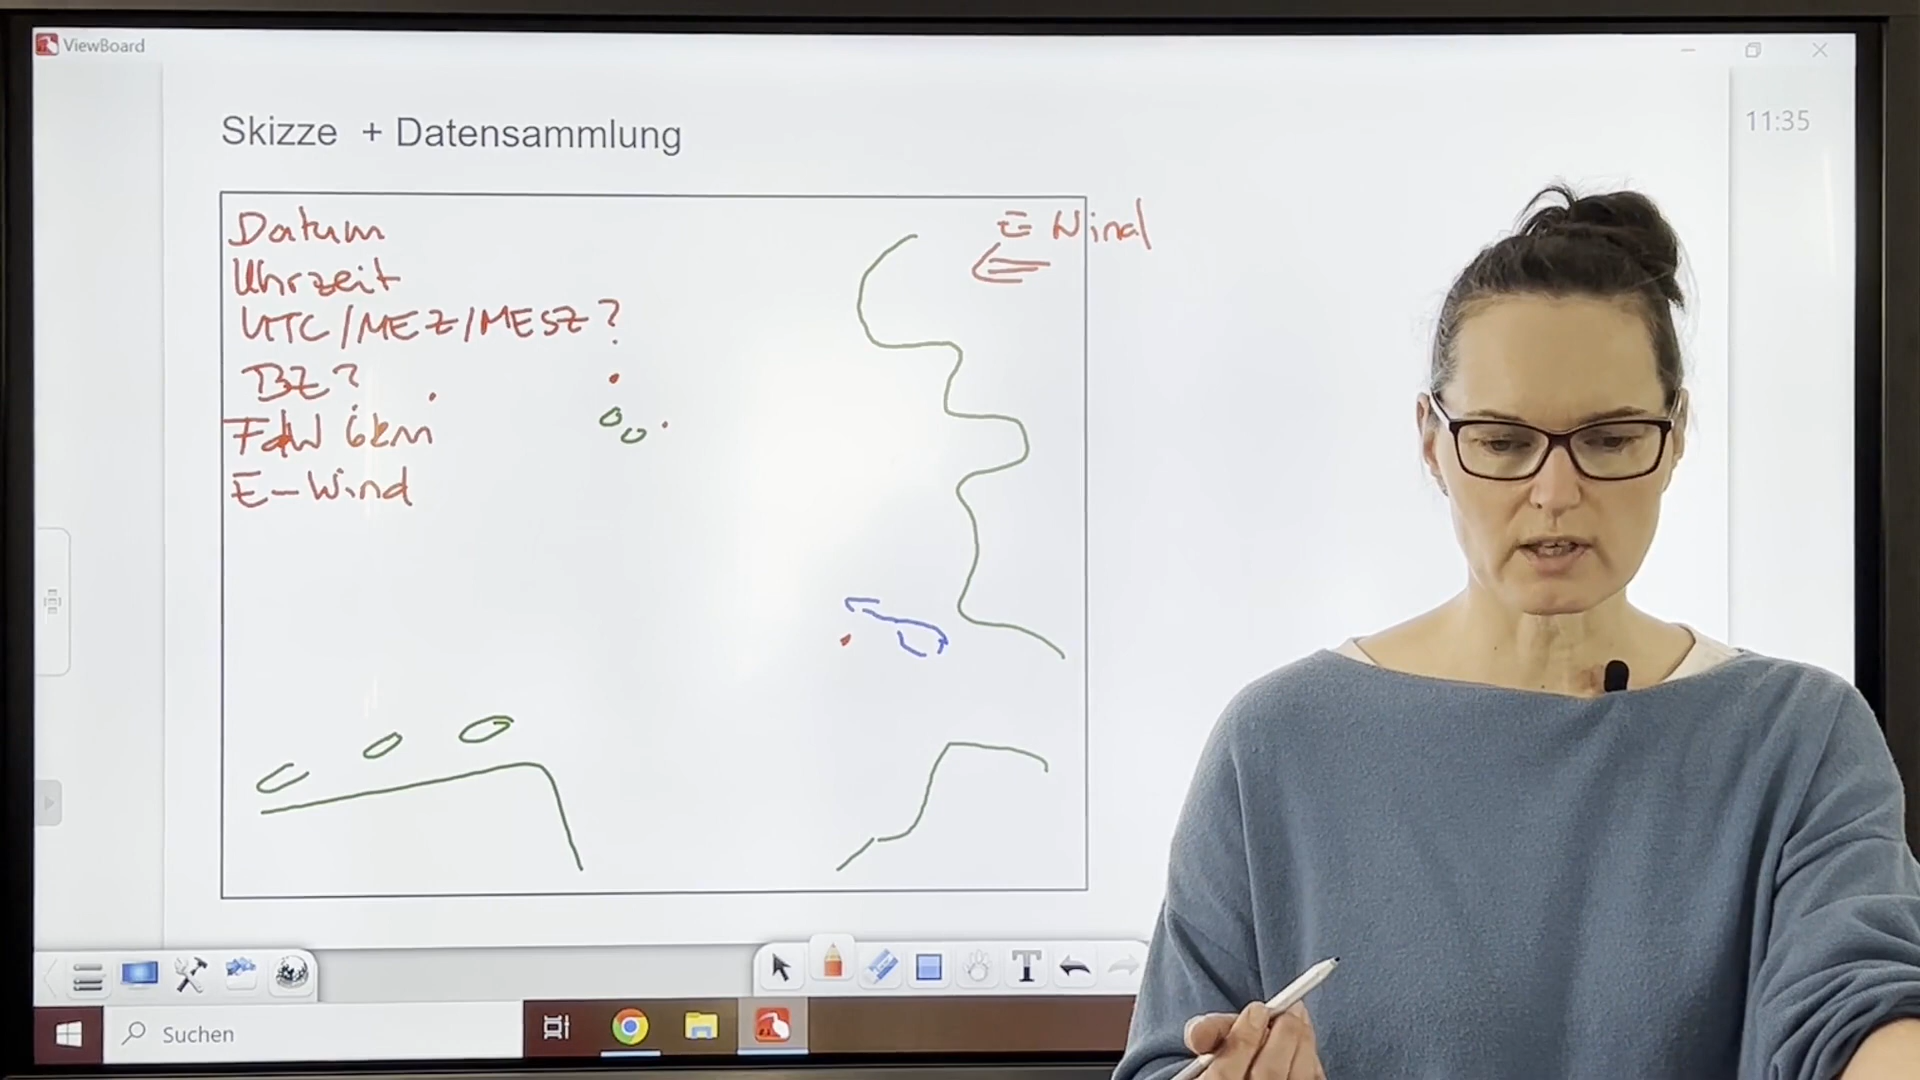 ViewBoard
Skizze + Datensammlung
11:35
Datum
Uhrzeit
UTC/MEZ/MESZ?
BZ?
FdW 6km
E-Wind
E Wind
Suchen